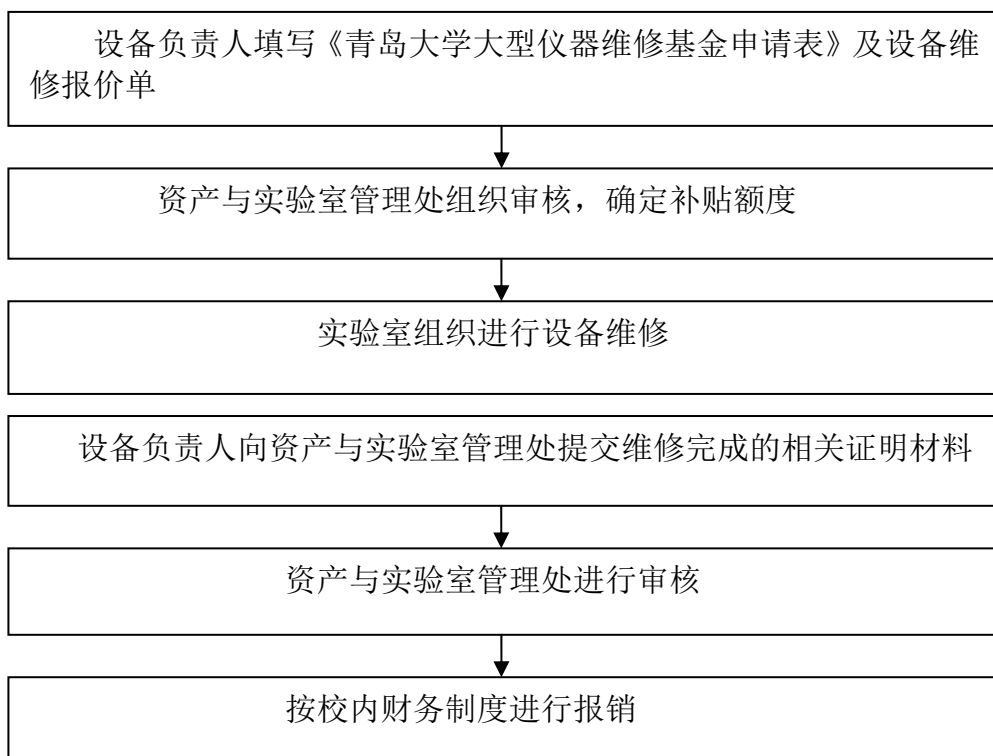 设备负责人填写《青岛大学大型仪器维修基金申请表》及设备维
修报价单
资产与实验室管理处组织审核，确定补贴额度
实验室组织进行设备维修
设备负责人向资产与实验室管理处提交维修完成的相关证明材料
资产与实验室管理处进行审核
按校内财务制度进行报销